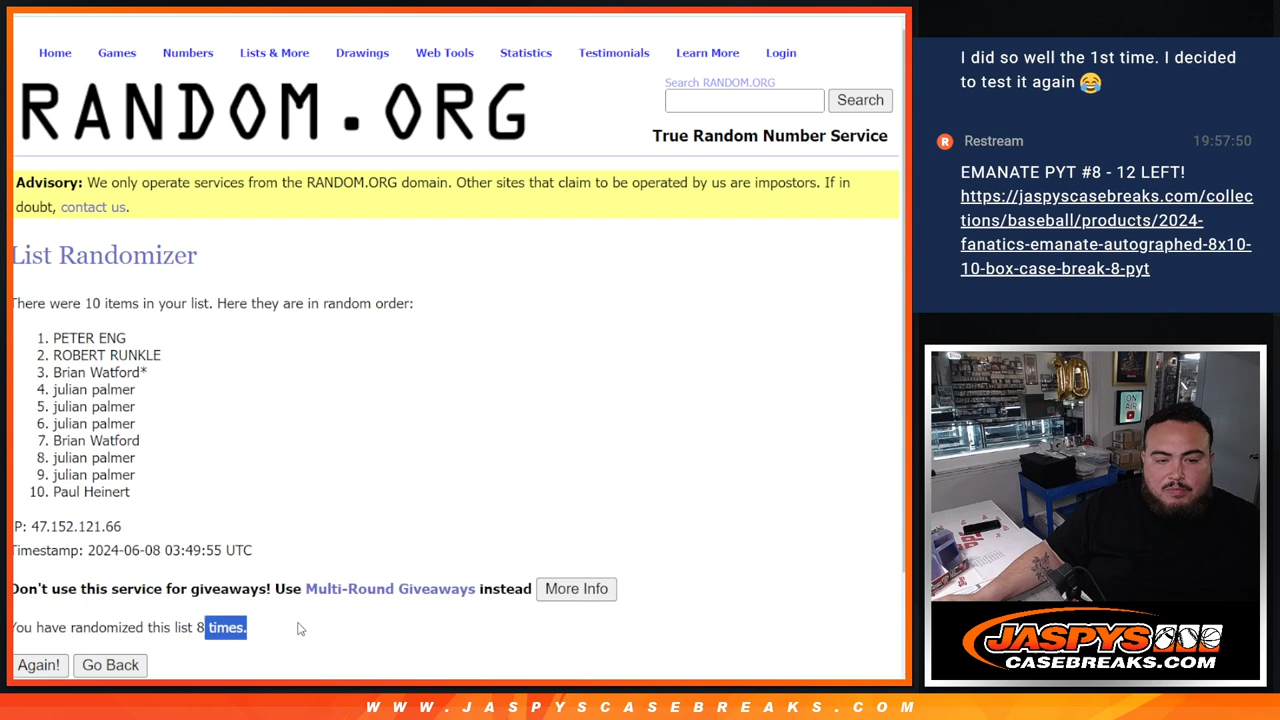 Home Games Numbers Lists & More Drawings Web Tools Statistics Testimonials Learn More Login
RANDOM.ORG
Search RANDOM.ORG
Search
True Random Number Service
Advisory: We only operate services from the RANDOM.ORG domain. Other sites that claim to be operated by us are impostors. If in
doubt, contact us.
List Randomizer
There were 10 items in your list. Here they are in random order:
1. PETER ENG
2. ROBERT RUNKLE
3. Brian Watford*
4. julian palmer
5. julian palmer
6. julian palmer
7. Brian Watford
8. julian palmer
9. julian palmer
10. Paul Heinert
IP: 47.152.121.66
Timestamp: 2024-06-08 03:49:55 UTC
Don't use this service for giveaways! Use Multi-Round Giveaways instead More Info
You have randomized this list 8 times.
Again! Go Back
I did so well the 1st time. I decided
to test it again 😂
R Restream 19:57:50
EMANATE PYT #8 - 12 LEFT!
https://jaspyscasebreaks.com/collec
tions/baseball/products/2024-
fanatics-emanate-autographed-8x10-
10-box-case-break-8-pyt
10
ON
AIR
JASPYS
CASEBREAKS.COM
WWW.JASPYSCASEBREAKS.COM